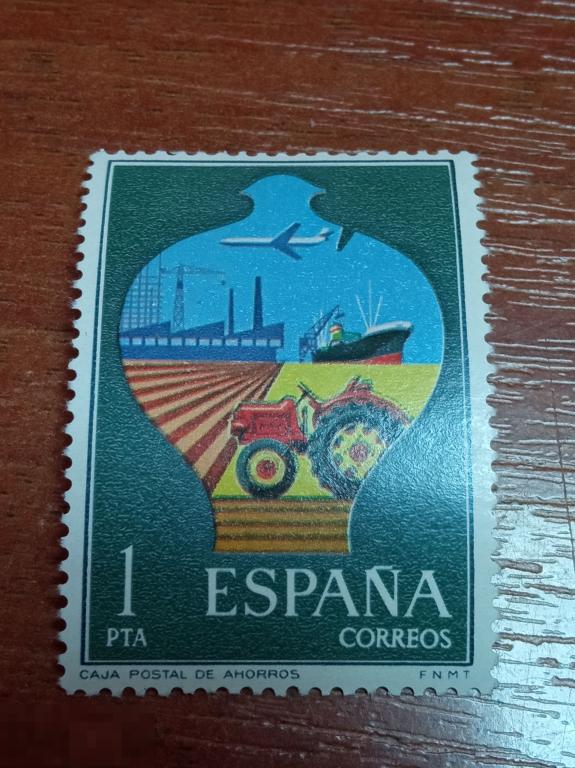 1 ESPAÑA
PTA CORREOS
CAJA POSTAL DE AHORROS FNMT